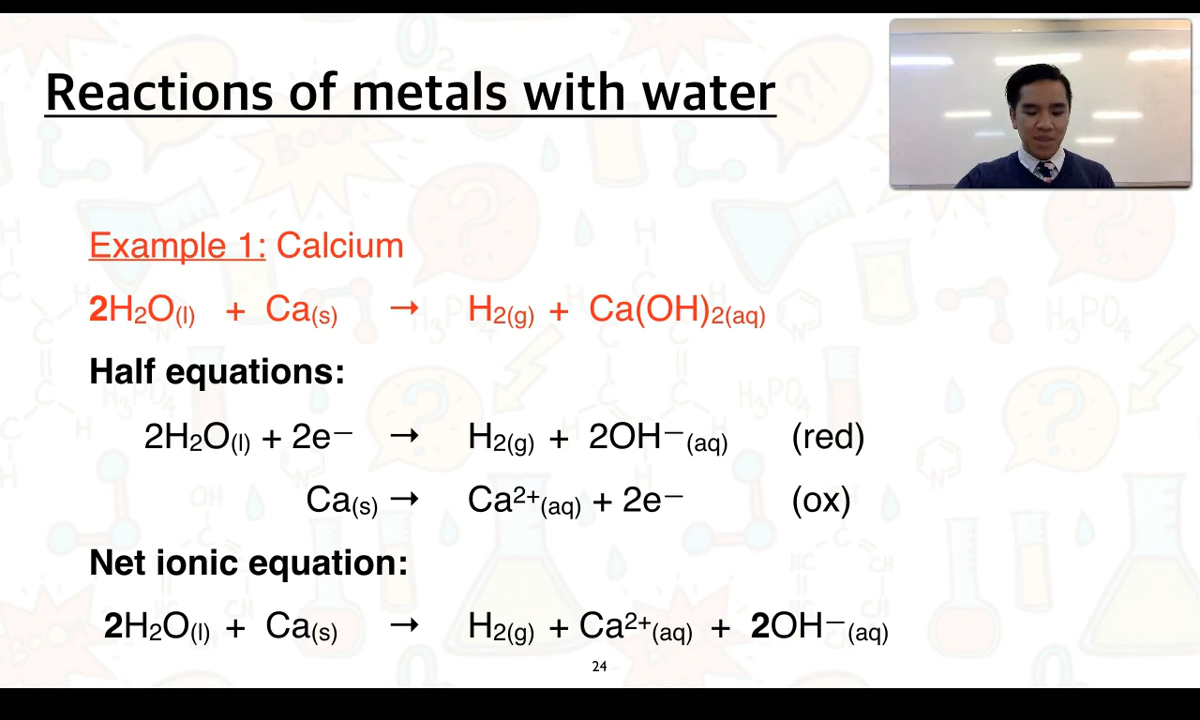 Reactions of metals with water
Example 1: Calcium
2H₂O(l) + Ca(s) → H₂(g) + Ca(OH)₂(aq)
Half equations:
2H₂O(l) + 2e⁻ → H₂(g) + 2OH⁻(aq) (red)
Ca(s) → Ca²⁺(aq) + 2e⁻ (ox)
Net ionic equation:
2H₂O(l) + Ca(s) → H₂(g) + Ca²⁺(aq) + 2OH⁻(aq)
24